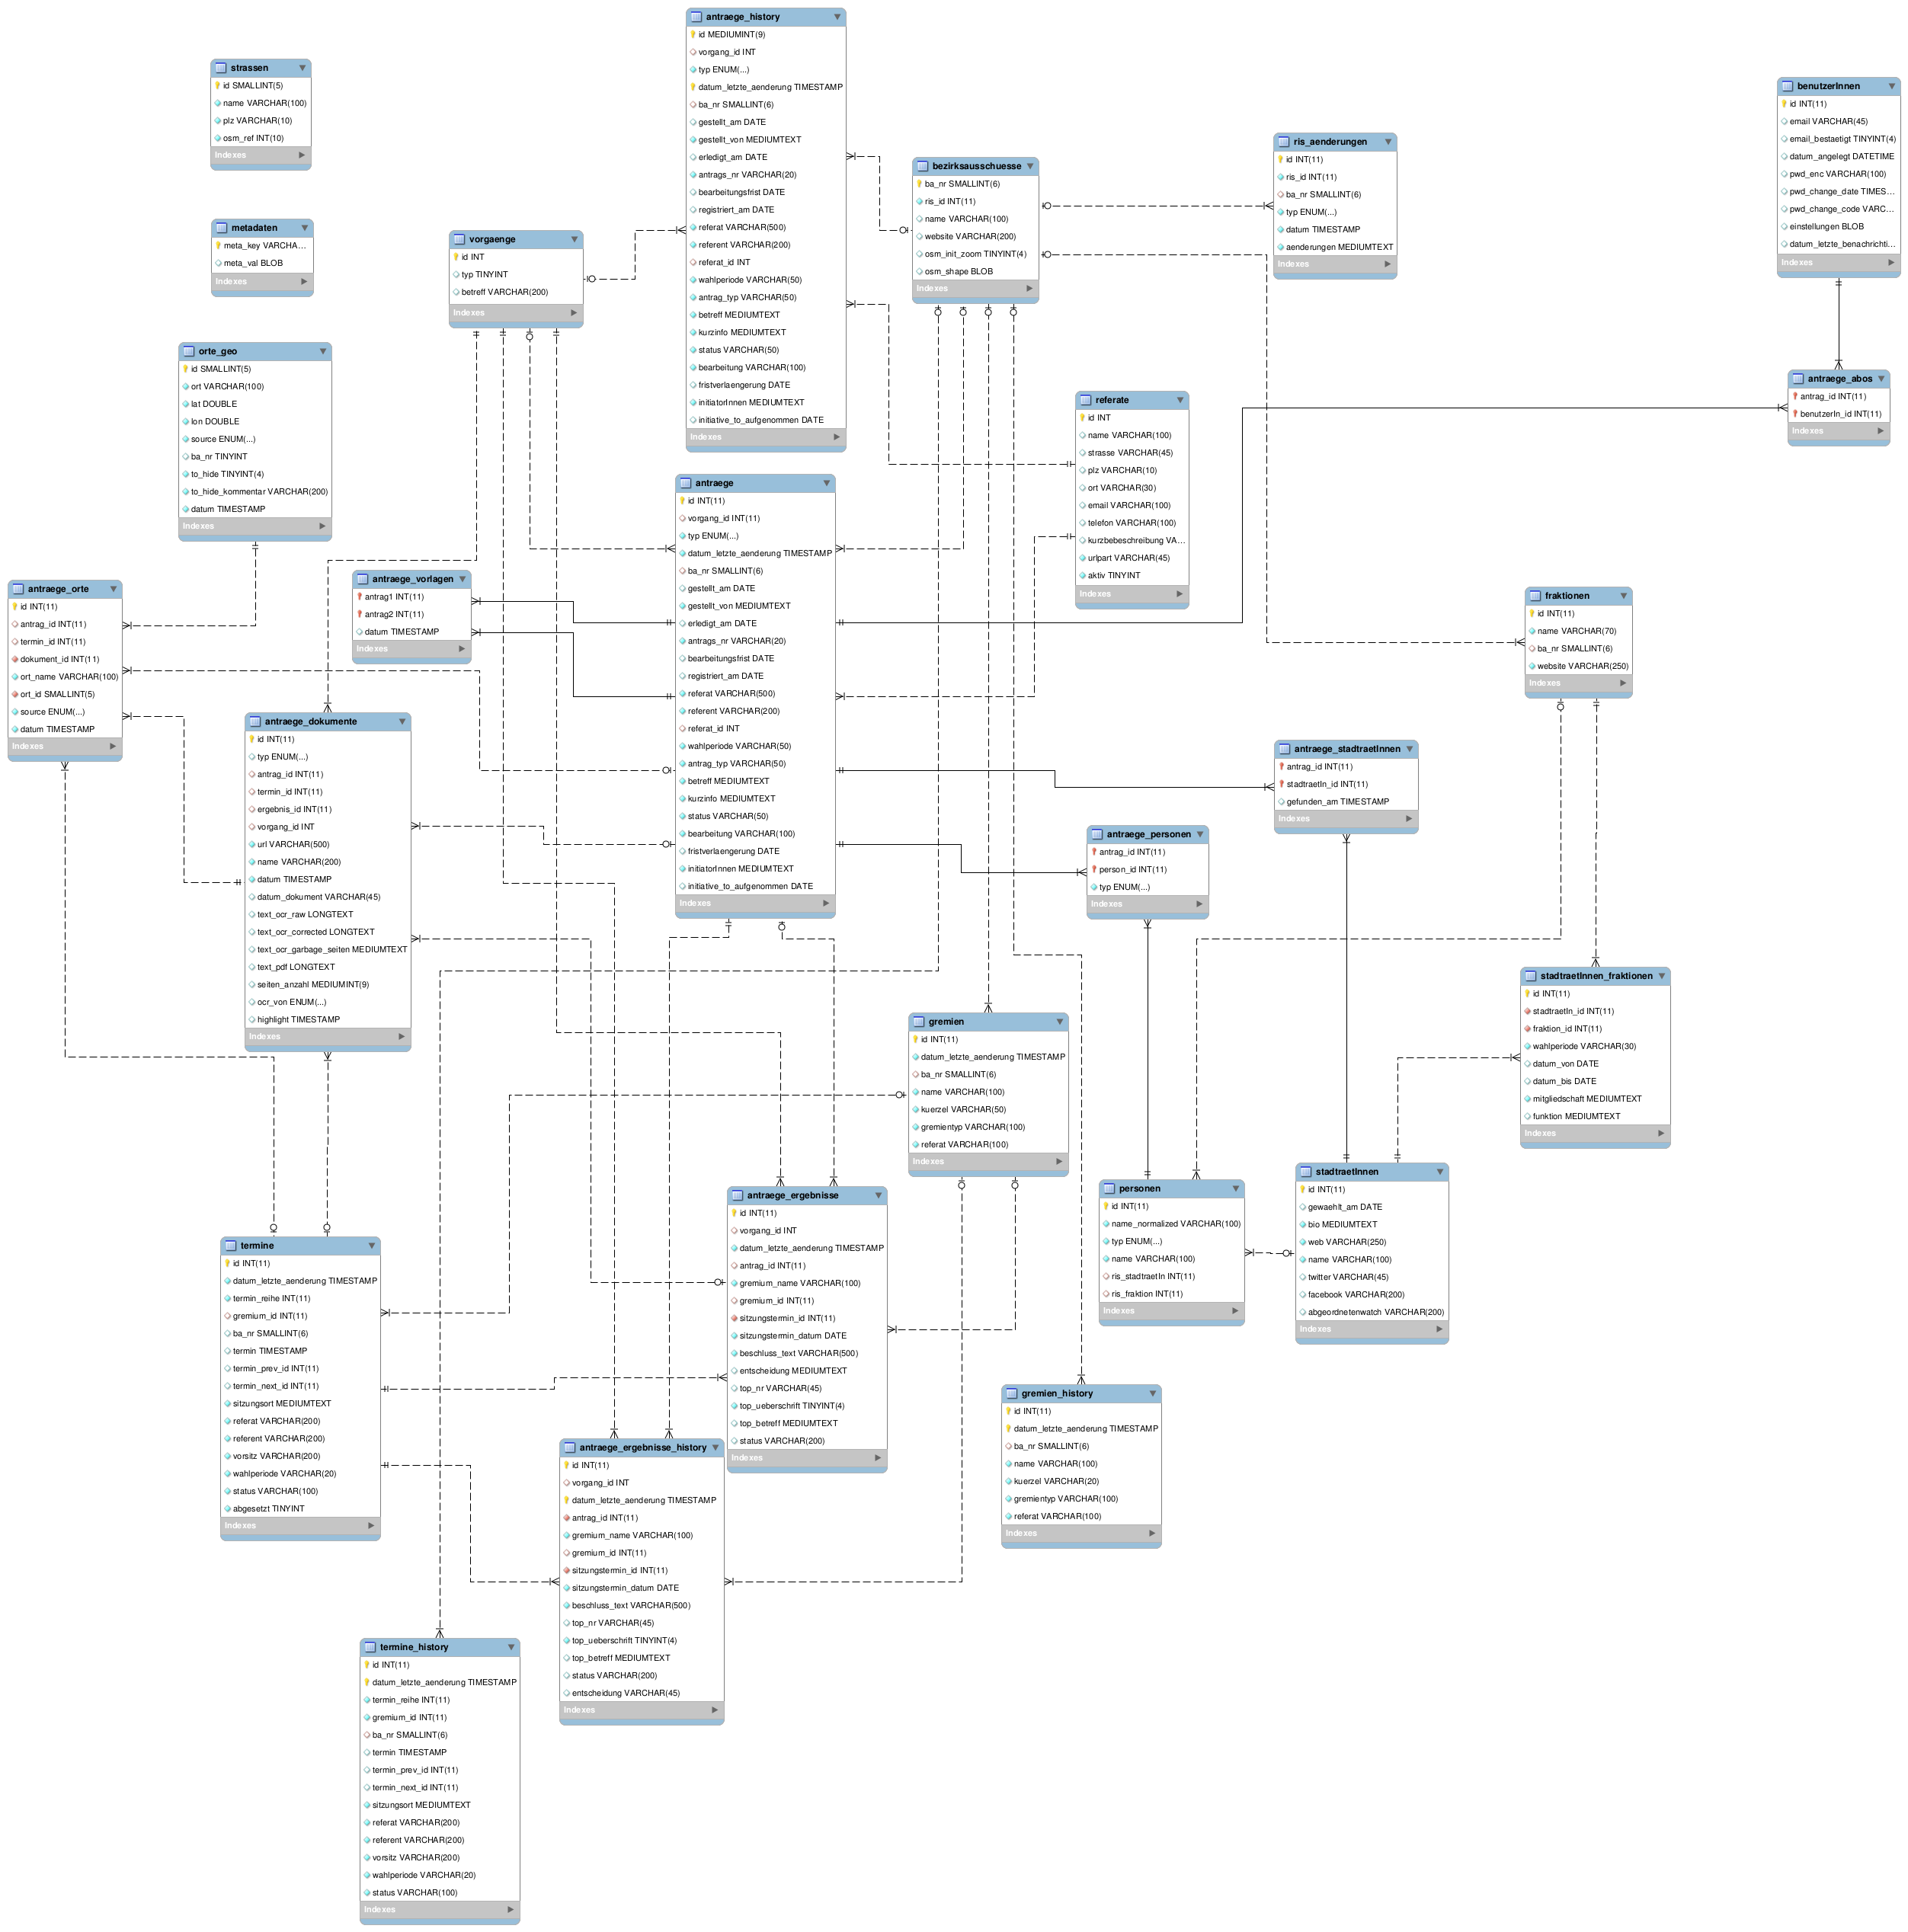 antraege_history
id MEDIUMINT(9)
vorgang_id INT
typ ENUM(...)
datum_letzte_aenderung TIMESTAMP
ba_nr SMALLINT(6)
gestellt_am DATE
gestellt_von MEDIUMTEXT
erledigt_am DATE
antrags_nr VARCHAR(20)
bearbeitungsfrist DATE
registriert_am DATE
referat VARCHAR(500)
referent VARCHAR(200)
referat_id INT
wahlperiode VARCHAR(50)
antrag_typ VARCHAR(50)
betreff MEDIUMTEXT
kurzinfo MEDIUMTEXT
status VARCHAR(50)
bearbeitung VARCHAR(100)
fristverlaengerung DATE
initiatorInnen MEDIUMTEXT
initiative_to_aufgenommen DATE
Indexes
strassen
id SMALLINT(5)
name VARCHAR(100)
plz VARCHAR(10)
osm_ref INT(10)
Indexes
benutzerInnen
id INT(11)
email VARCHAR(45)
email_bestaetigt TINYINT(4)
datum_angelegt DATETIME
pwd_enc VARCHAR(100)
pwd_change_date TIMES...
pwd_change_code VARC...
einstellungen BLOB
datum_letzte_benachrichti...
Indexes
ris_aenderungen
id INT(11)
ris_id INT(11)
ba_nr SMALLINT(6)
typ ENUM(...)
datum TIMESTAMP
aenderungen MEDIUMTEXT
Indexes
bezirksausschuesse
ba_nr SMALLINT(6)
ris_id INT(11)
name VARCHAR(100)
website VARCHAR(200)
osm_init_zoom TINYINT(4)
osm_shape BLOB
Indexes
metadaten
meta_key VARCHA...
meta_val BLOB
Indexes
vorgaenge
id INT
typ TINYINT
betreff VARCHAR(200)
Indexes
orte_geo
id SMALLINT(5)
ort VARCHAR(100)
lat DOUBLE
lon DOUBLE
source ENUM(...)
ba_nr TINYINT
to_hide TINYINT(4)
to_hide_kommentar VARCHAR(200)
datum TIMESTAMP
Indexes
antraege_abos
antrag_id INT(11)
benutzerIn_id INT(11)
Indexes
referate
id INT
name VARCHAR(100)
strasse VARCHAR(45)
plz VARCHAR(10)
ort VARCHAR(30)
email VARCHAR(100)
telefon VARCHAR(100)
kurzbebeschreibung VA...
urlpart VARCHAR(45)
aktiv TINYINT
Indexes
antraege
id INT(11)
vorgang_id INT(11)
typ ENUM(...)
datum_letzte_aenderung TIMESTAMP
ba_nr SMALLINT(6)
gestellt_am DATE
gestellt_von MEDIUMTEXT
erledigt_am DATE
antrags_nr VARCHAR(20)
bearbeitungsfrist DATE
registriert_am DATE
referat VARCHAR(500)
referent VARCHAR(200)
referat_id INT
wahlperiode VARCHAR(50)
antrag_typ VARCHAR(50)
betreff MEDIUMTEXT
kurzinfo MEDIUMTEXT
status VARCHAR(50)
bearbeitung VARCHAR(100)
fristverlaengerung DATE
initiatorInnen MEDIUMTEXT
initiative_to_aufgenommen DATE
Indexes
antraege_vorlagen
antrag1 INT(11)
antrag2 INT(11)
datum TIMESTAMP
Indexes
antraege_orte
id INT(11)
antrag_id INT(11)
termin_id INT(11)
dokument_id INT(11)
ort_name VARCHAR(100)
ort_id SMALLINT(5)
source ENUM(...)
datum TIMESTAMP
Indexes
fraktionen
id INT(11)
name VARCHAR(70)
ba_nr SMALLINT(6)
website VARCHAR(250)
Indexes
antraege_dokumente
id INT(11)
typ ENUM(...)
antrag_id INT(11)
termin_id INT(11)
ergebnis_id INT(11)
vorgang_id INT
url VARCHAR(500)
name VARCHAR(200)
datum TIMESTAMP
datum_dokument VARCHAR(45)
text_ocr_raw LONGTEXT
text_ocr_corrected LONGTEXT
text_ocr_garbage_seiten MEDIUMTEXT
text_pdf LONGTEXT
seiten_anzahl MEDIUMINT(9)
ocr_von ENUM(...)
highlight TIMESTAMP
Indexes
antraege_stadtraetInnen
antrag_id INT(11)
stadtraetIn_id INT(11)
gefunden_am TIMESTAMP
Indexes
antraege_personen
antrag_id INT(11)
person_id INT(11)
typ ENUM(...)
Indexes
stadtraetInnen_fraktionen
id INT(11)
stadtraetIn_id INT(11)
fraktion_id INT(11)
wahlperiode VARCHAR(30)
datum_von DATE
datum_bis DATE
mitgliedschaft MEDIUMTEXT
funktion MEDIUMTEXT
Indexes
gremien
id INT(11)
datum_letzte_aenderung TIMESTAMP
ba_nr SMALLINT(6)
name VARCHAR(100)
kuerzel VARCHAR(50)
gremientyp VARCHAR(100)
referat VARCHAR(100)
Indexes
stadtraetInnen
id INT(11)
gewaehlt_am DATE
bio MEDIUMTEXT
web VARCHAR(250)
name VARCHAR(100)
twitter VARCHAR(45)
facebook VARCHAR(200)
abgeordnetenwatch VARCHAR(200)
Indexes
personen
id INT(11)
name_normalized VARCHAR(100)
typ ENUM(...)
name VARCHAR(100)
ris_stadtraetIn INT(11)
ris_fraktion INT(11)
Indexes
antraege_ergebnisse
id INT(11)
vorgang_id INT
datum_letzte_aenderung TIMESTAMP
antrag_id INT(11)
gremium_name VARCHAR(100)
gremium_id INT(11)
sitzungstermin_id INT(11)
sitzungstermin_datum DATE
beschluss_text VARCHAR(500)
entscheidung MEDIUMTEXT
top_nr VARCHAR(45)
top_ueberschrift TINYINT(4)
top_betreff MEDIUMTEXT
status VARCHAR(200)
Indexes
termine
id INT(11)
datum_letzte_aenderung TIMESTAMP
termin_reihe INT(11)
gremium_id INT(11)
ba_nr SMALLINT(6)
termin TIMESTAMP
termin_prev_id INT(11)
termin_next_id INT(11)
sitzungsort MEDIUMTEXT
referat VARCHAR(200)
referent VARCHAR(200)
vorsitz VARCHAR(200)
wahlperiode VARCHAR(20)
status VARCHAR(100)
abgesetzt TINYINT
Indexes
gremien_history
id INT(11)
datum_letzte_aenderung TIMESTAMP
ba_nr SMALLINT(6)
name VARCHAR(100)
kuerzel VARCHAR(20)
gremientyp VARCHAR(100)
referat VARCHAR(100)
Indexes
antraege_ergebnisse_history
id INT(11)
vorgang_id INT
datum_letzte_aenderung TIMESTAMP
antrag_id INT(11)
gremium_name VARCHAR(100)
gremium_id INT(11)
sitzungstermin_id INT(11)
sitzungstermin_datum DATE
beschluss_text VARCHAR(500)
top_nr VARCHAR(45)
top_ueberschrift TINYINT(4)
top_betreff MEDIUMTEXT
status VARCHAR(200)
entscheidung VARCHAR(45)
Indexes
termine_history
id INT(11)
datum_letzte_aenderung TIMESTAMP
termin_reihe INT(11)
gremium_id INT(11)
ba_nr SMALLINT(6)
termin TIMESTAMP
termin_prev_id INT(11)
termin_next_id INT(11)
sitzungsort MEDIUMTEXT
referat VARCHAR(200)
referent VARCHAR(200)
vorsitz VARCHAR(200)
wahlperiode VARCHAR(20)
status VARCHAR(100)
Indexes